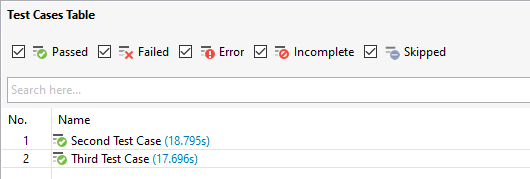 Test Cases Table
Passed Failed Error Incomplete Skipped
Search here...
No. Name
1 Second Test Case (18.795s)
2 Third Test Case (17.696s)